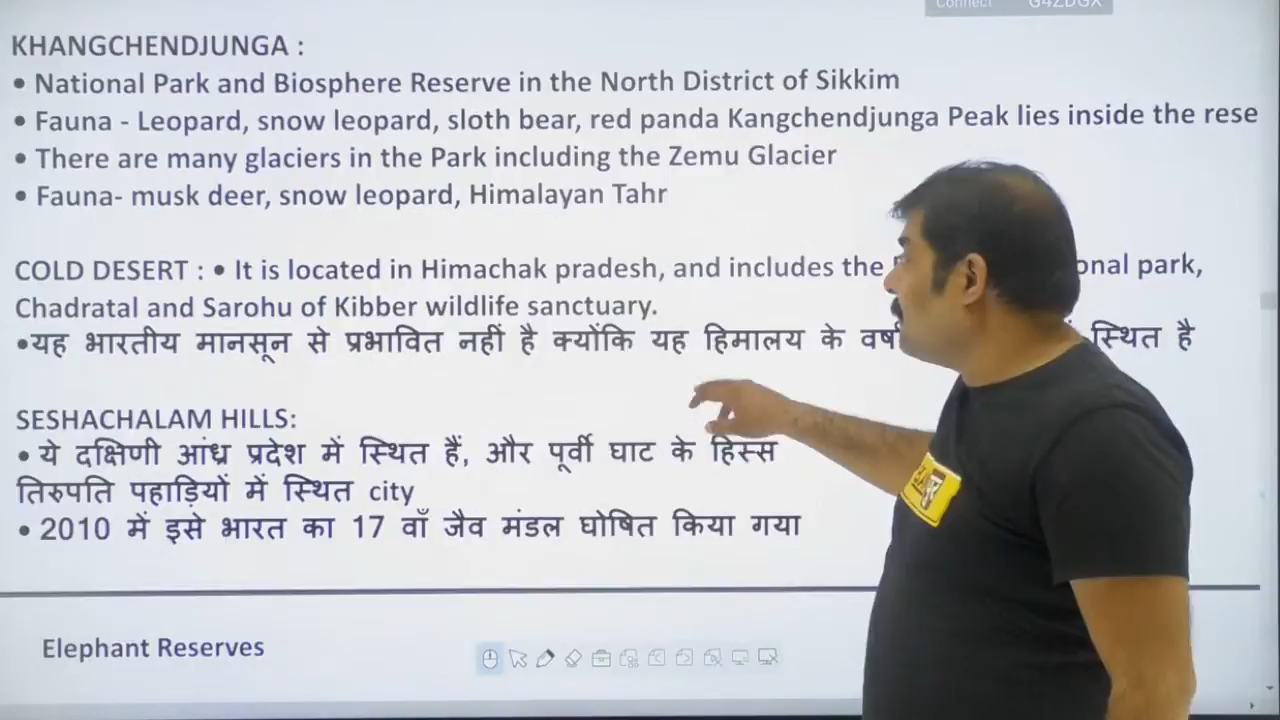 Connect G4ZDGX
KHANGCHENDJUNGA :
• National Park and Biosphere Reserve in the North District of Sikkim
• Fauna - Leopard, snow leopard, sloth bear, red panda Kangchendjunga Peak lies inside the rese
• There are many glaciers in the Park including the Zemu Glacier
• Fauna- musk deer, snow leopard, Himalayan Tahr
COLD DESERT : • It is located in Himachak pradesh, and includes the onal park,
Chadratal and Sarohu of Kibber wildlife sanctuary.
•यह भारतीय मानसून से प्रभावित नहीं है क्योंकि यह हिमालय के स्थित है
SESHACHALAM HILLS:
• ये दक्षिणी आंध्र प्रदेश में स्थित हैं, और पूर्वी घाट के हिस्स
तिरुपति पहाड़ियों में स्थित city
• 2010 में इसे भारत का 17 वाँ जैव मंडल घोषित किया गया
Elephant Reserves